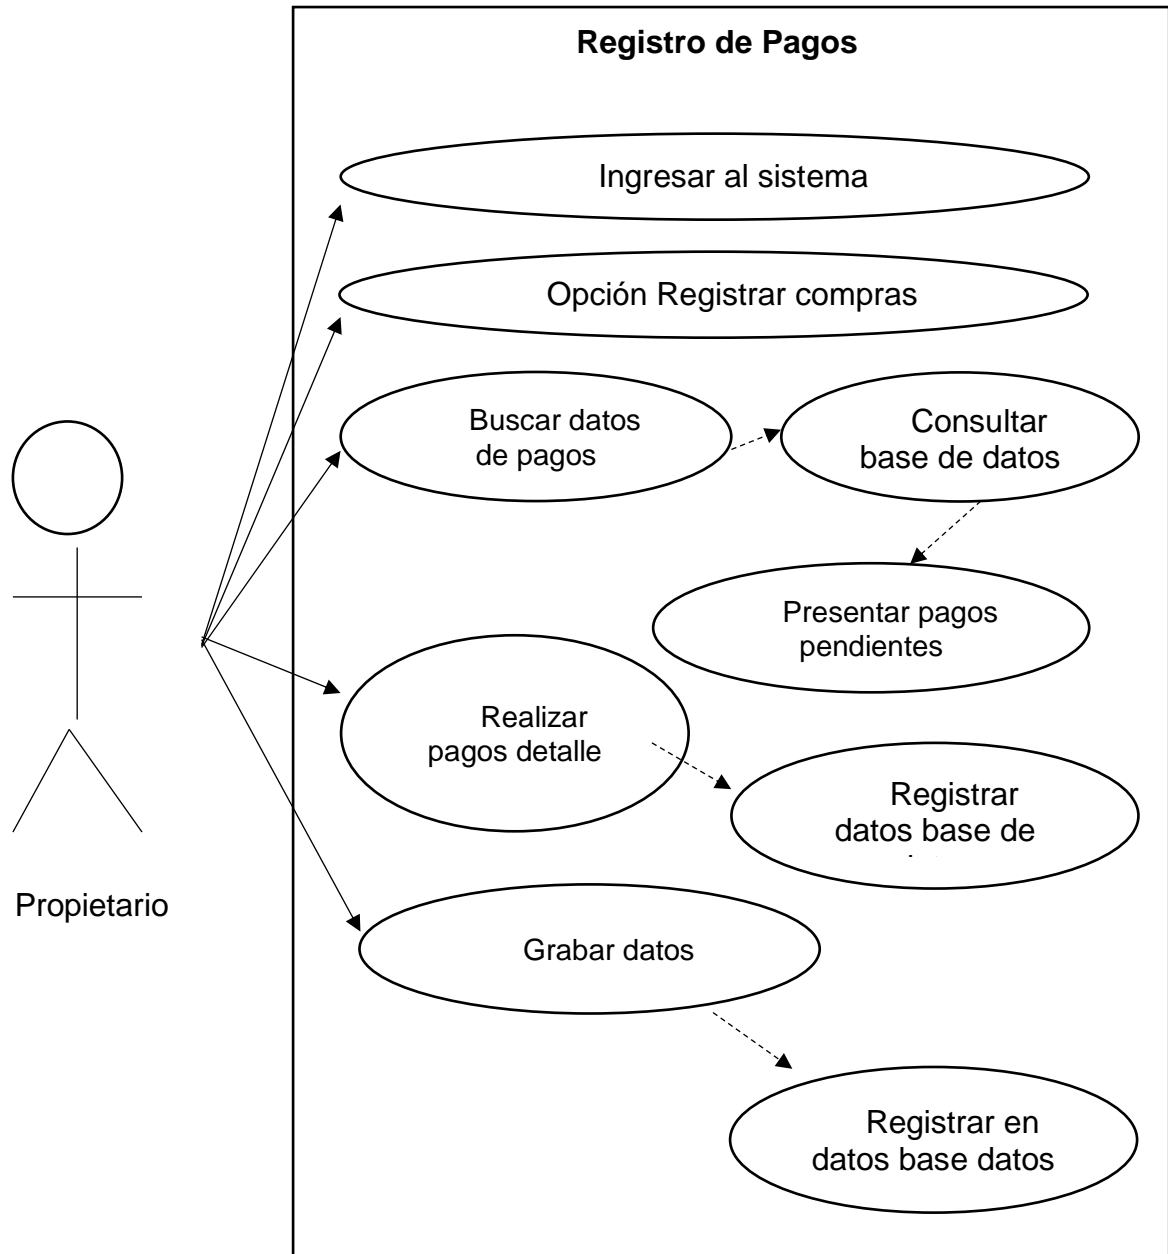 Registro de Pagos
Ingresar al sistema
Opción Registrar compras
Buscar datos
de pagos
Consultar
base de datos
Presentar pagos
pendientes
Realizar
pagos detalle
Registrar
datos base de
Propietario
Grabar datos
Registrar en
datos base datos